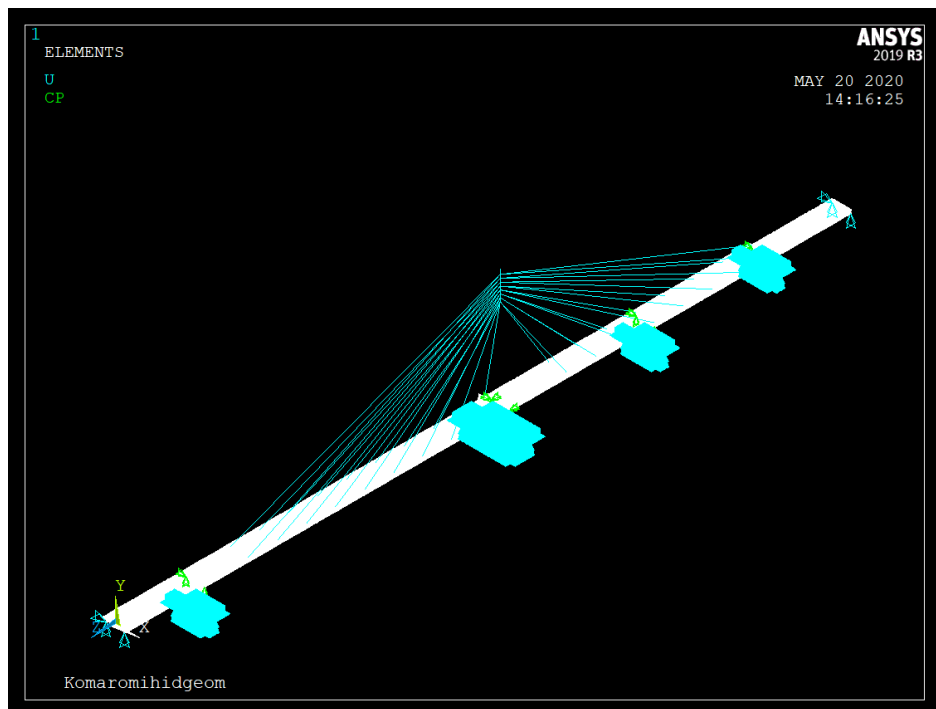 1
ELEMENTS
U
CP
ANSYS
2019 R3
MAY 20 2020
14:16:25
Y
X
Z
Komaromihidgeom